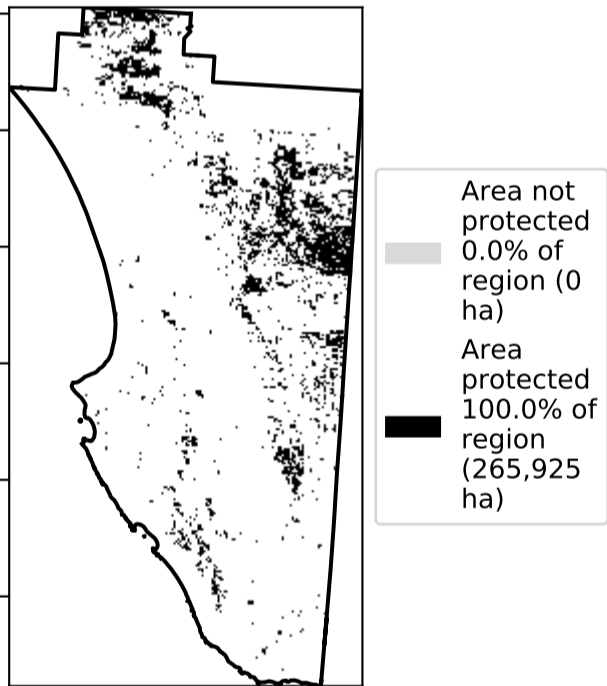 Area not
protected
0.0% of
region (0
ha)
Area
protected
100.0% of
region
(265,925
ha)